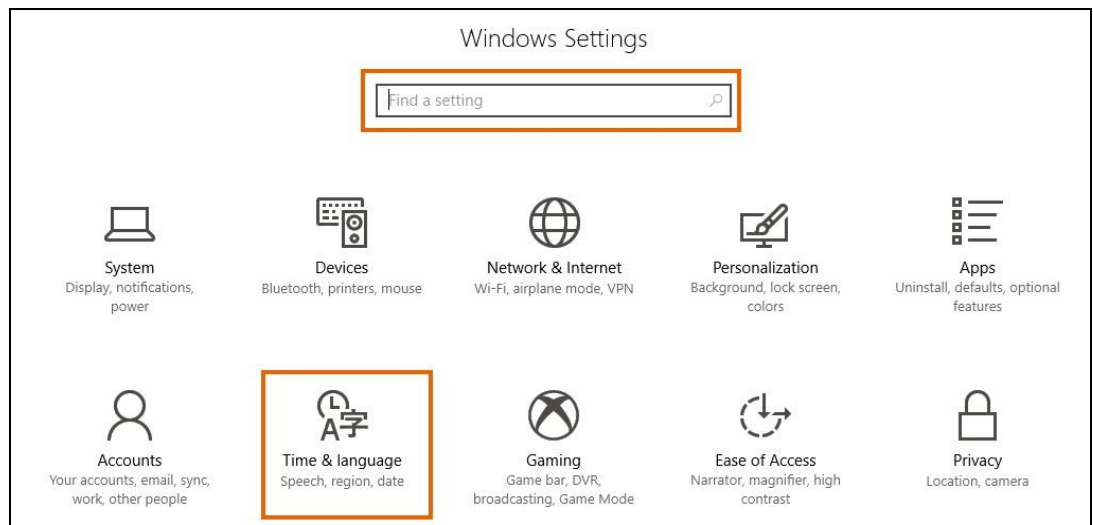 Windows Settings
Find a setting
System
Display, notifications,
power
Devices
Bluetooth, printers, mouse
Network & Internet
Wi-Fi, airplane mode, VPN
Personalization
Background, lock screen,
colors
Apps
Uninstall, defaults, optional
features
Accounts
Your accounts, email, sync,
work, other people
A字
Time & language
Speech, region, date
Gaming
Game bar, DVR,
broadcasting, Game Mode
Ease of Access
Narrator, magnifier, high
contrast
Privacy
Location, camera